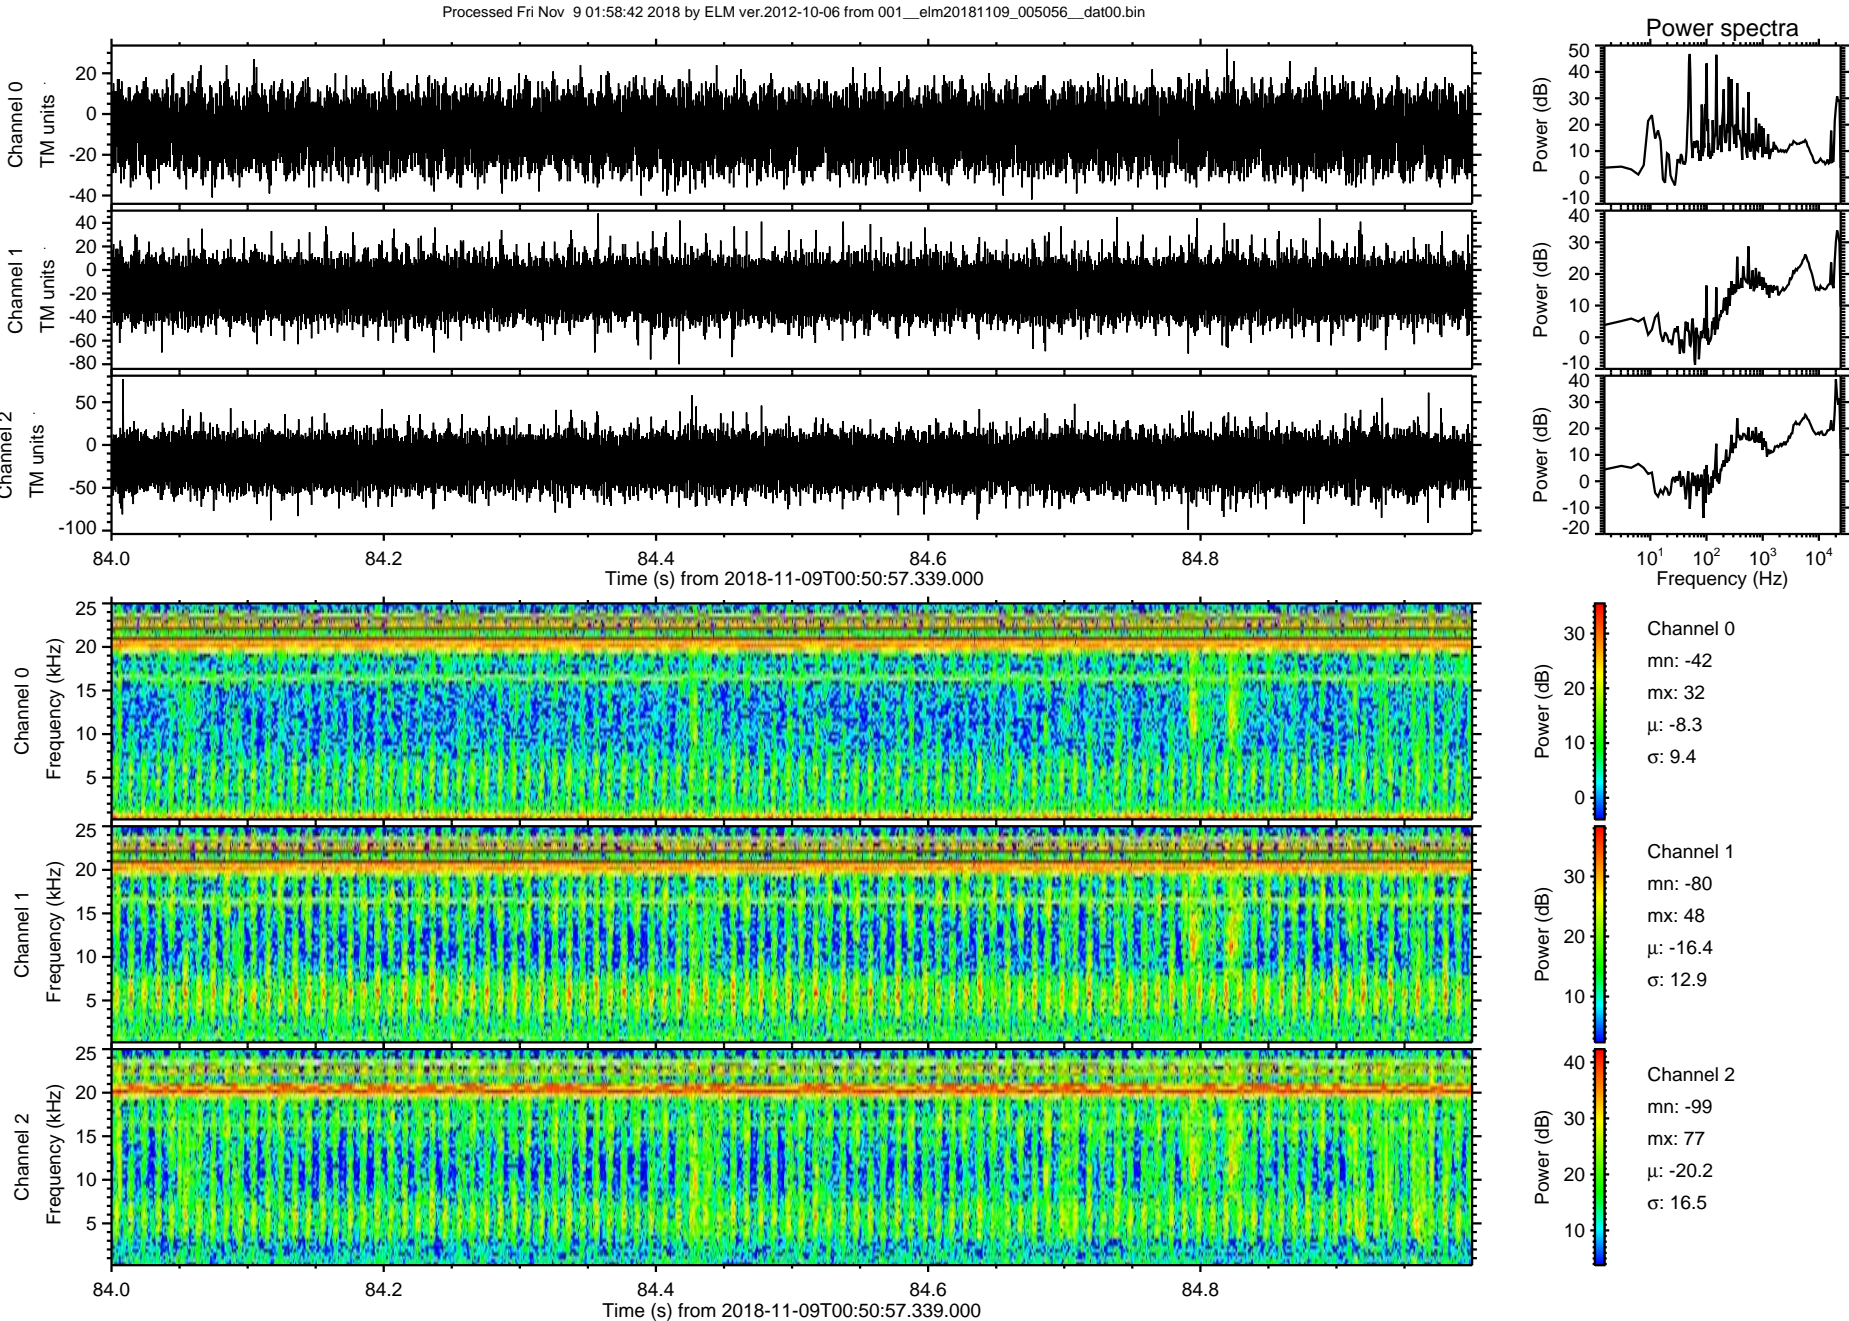 Processed Fri Nov  9 01:58:42 2018 by ELM ver.2012-10-06 from 001__elm20181109_005056__dat00.bin
Power spectra
Channel 0
TM units
20
0
-20
-40
Power (dB)
50
40
30
20
10
0
-10
Channel 1
TM units
40
20
0
-20
-40
-60
-80
Power (dB)
40
30
20
10
0
-10
Channel 2
TM units
50
0
-50
-100
Power (dB)
40
30
20
10
0
-10
-20
84.0 84.2 84.4 84.6 84.8
Time (s) from 2018-11-09T00:50:57.339.000
10^1 10^2 10^3 10^4
Frequency (Hz)
Channel 0
Frequency (kHz)
25
20
15
10
5
Power (dB)
30
20
10
0
Channel 0
mn: -42
mx: 32
μ: -8.3
σ: 9.4
Channel 1
Frequency (kHz)
25
20
15
10
5
Power (dB)
30
20
10
Channel 1
mn: -80
mx: 48
μ: -16.4
σ: 12.9
Channel 2
Frequency (kHz)
25
20
15
10
5
Power (dB)
40
30
20
10
Channel 2
mn: -99
mx: 77
μ: -20.2
σ: 16.5
84.0 84.2 84.4 84.6 84.8
Time (s) from 2018-11-09T00:50:57.339.000